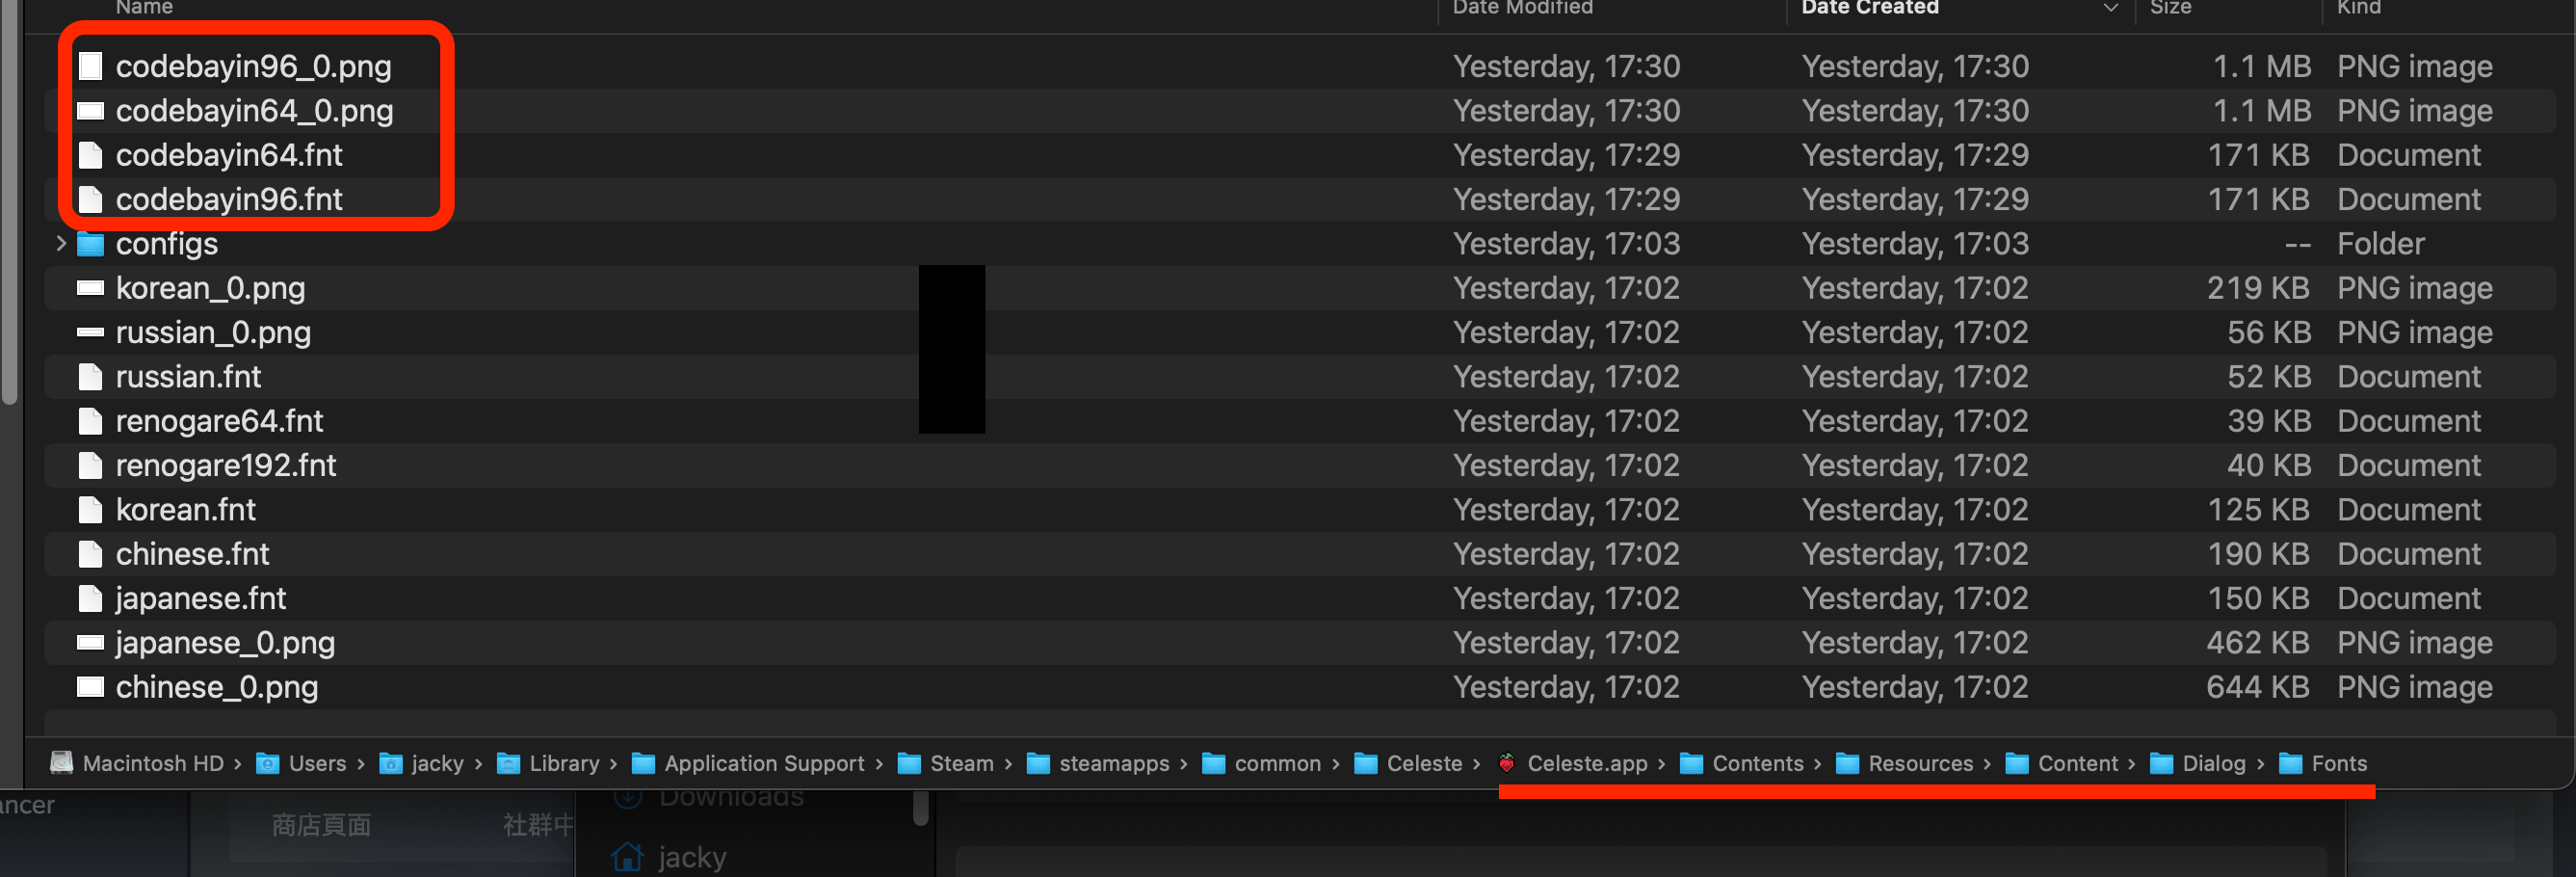 Name Date Modified Date Created Size Kind
codebayin96_0.png Yesterday, 17:30 Yesterday, 17:30 1.1 MB PNG image
codebayin64_0.png Yesterday, 17:30 Yesterday, 17:30 1.1 MB PNG image
codebayin64.fnt Yesterday, 17:29 Yesterday, 17:29 171 KB Document
codebayin96.fnt Yesterday, 17:29 Yesterday, 17:29 171 KB Document
configs Yesterday, 17:03 Yesterday, 17:03 -- Folder
korean_0.png Yesterday, 17:02 Yesterday, 17:02 219 KB PNG image
russian_0.png Yesterday, 17:02 Yesterday, 17:02 56 KB PNG image
russian.fnt Yesterday, 17:02 Yesterday, 17:02 52 KB Document
renogare64.fnt Yesterday, 17:02 Yesterday, 17:02 39 KB Document
renogare192.fnt Yesterday, 17:02 Yesterday, 17:02 40 KB Document
korean.fnt Yesterday, 17:02 Yesterday, 17:02 125 KB Document
chinese.fnt Yesterday, 17:02 Yesterday, 17:02 190 KB Document
japanese.fnt Yesterday, 17:02 Yesterday, 17:02 150 KB Document
japanese_0.png Yesterday, 17:02 Yesterday, 17:02 462 KB PNG image
chinese_0.png Yesterday, 17:02 Yesterday, 17:02 644 KB PNG image
Macintosh HD › Users › jacky › Library › Application Support › Steam › steamapps › common › Celeste › Celeste.app › Contents › Resources › Content › Dialog › Fonts
ancer 商店頁面 社群中 Downloads
jacky